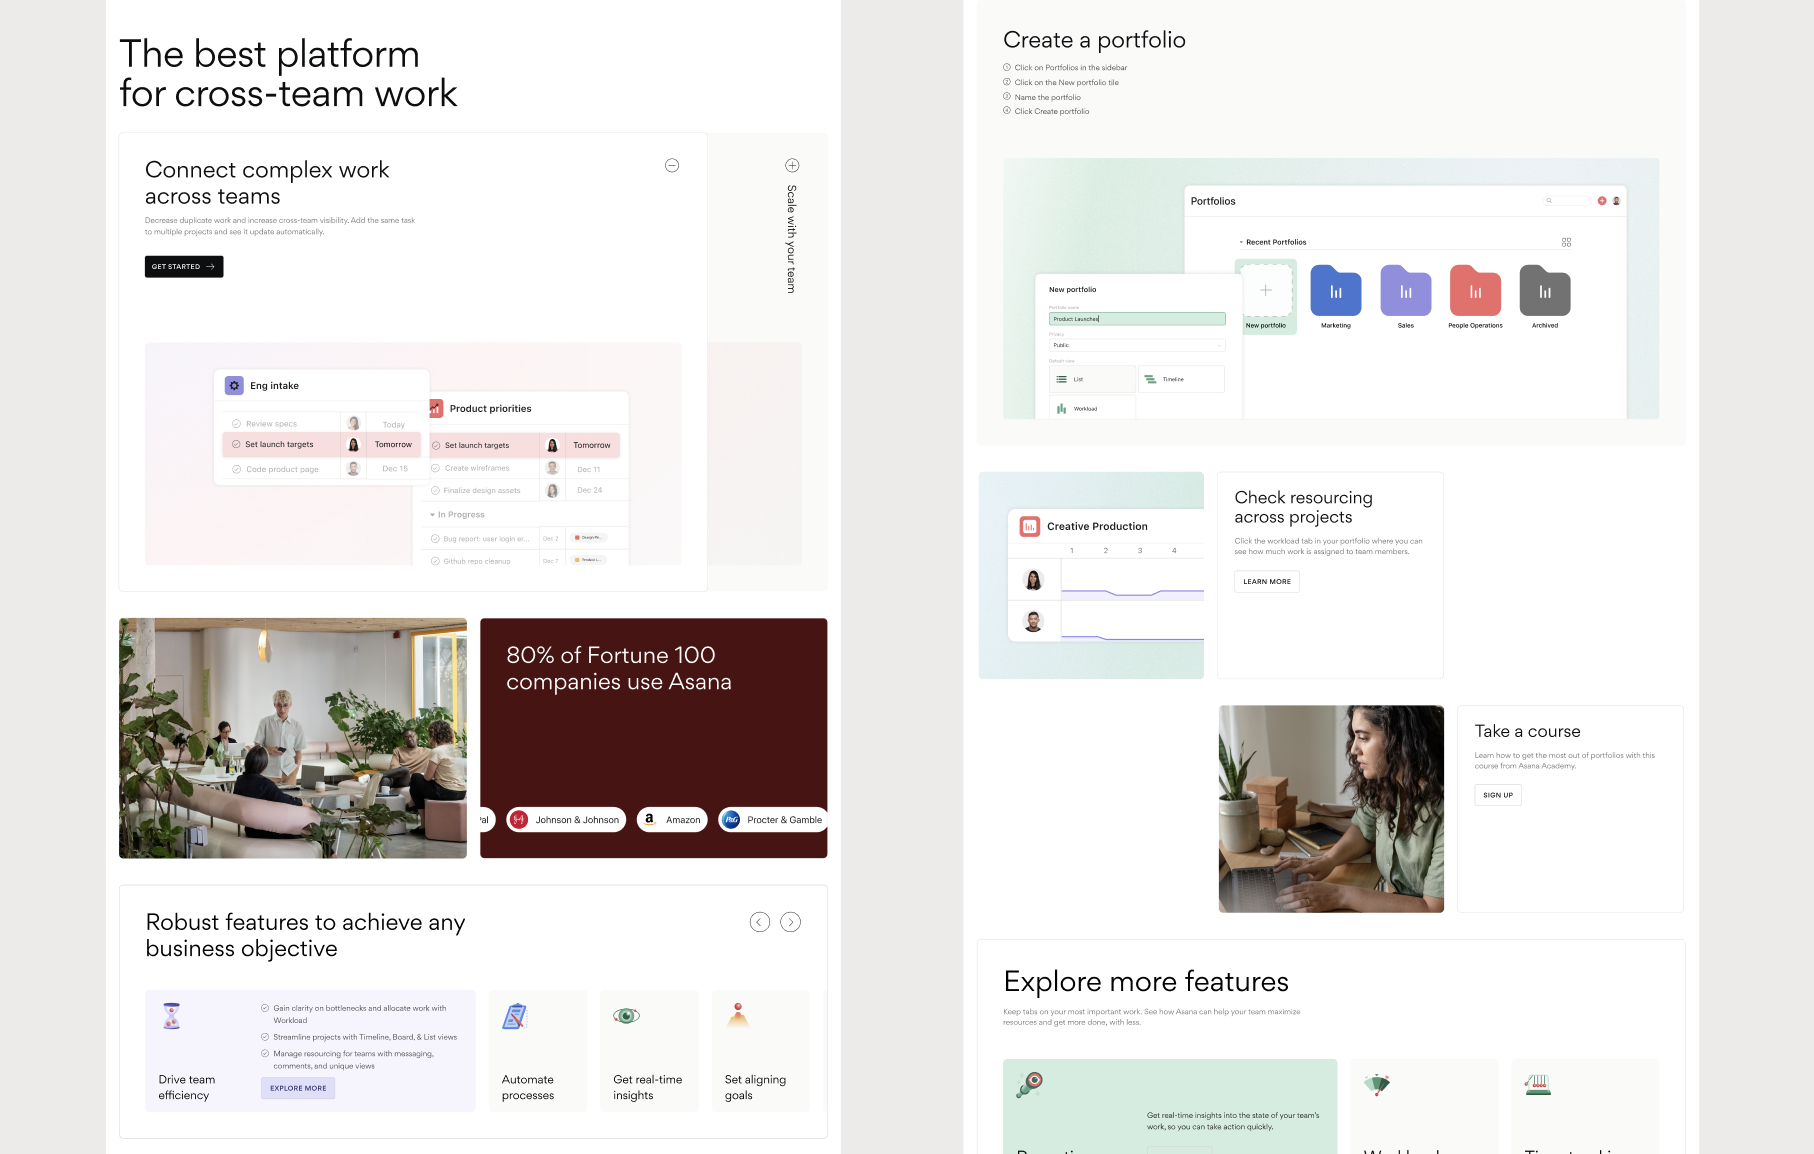 The best platform
for cross-team work
Connect complex work
across teams
Decrease duplicate work and increase cross-team visibility. Add the same task
to multiple projects and see it update automatically.
GET STARTED
Scale with your team
Eng intake
Review specs Today
Set launch targets Tomorrow
Code product page Dec 15
Product priorities
Set launch targets Tomorrow
Create wireframes Dec 11
Finalize design assets Dec 24
In Progress
Bug report: user login er... Dec 2 Design Pr...
Github repo cleanup Dec 7 Product L...
80% of Fortune 100
companies use Asana
Pal
Johnson & Johnson
a Amazon
P&G Procter & Gamble
Robust features to achieve any
business objective
Gain clarity on bottlenecks and allocate work with
Workload
Streamline projects with Timeline, Board, & List views
Manage resourcing for teams with messaging,
comments, and unique views
EXPLORE MORE
Drive team
efficiency
Automate
processes
Get real-time
insights
Set aligning
goals
Create a portfolio
1 Click on Portfolios in the sidebar
2 Click on the New portfolio tile
3 Name the portfolio
4 Click Create portfolio
Portfolios
Recent Portfolios
New portfolio
Marketing
Sales
People Operations
Archived
New portfolio
Portfolio name
Product Launches
Privacy
Public
Default view
List
Timeline
Workload
Creative Production
1 2 3 4
Check resourcing
across projects
Click the workload tab in your portfolio where you can
see how much work is assigned to team members.
LEARN MORE
Take a course
Learn how to get the most out of portfolios with this
course from Asana Academy.
SIGN UP
Explore more features
Keep tabs on your most important work. See how Asana can help your team maximize
resources and get more done, with less.
Get real-time insights into the state of your team's
work, so you can take action quickly.